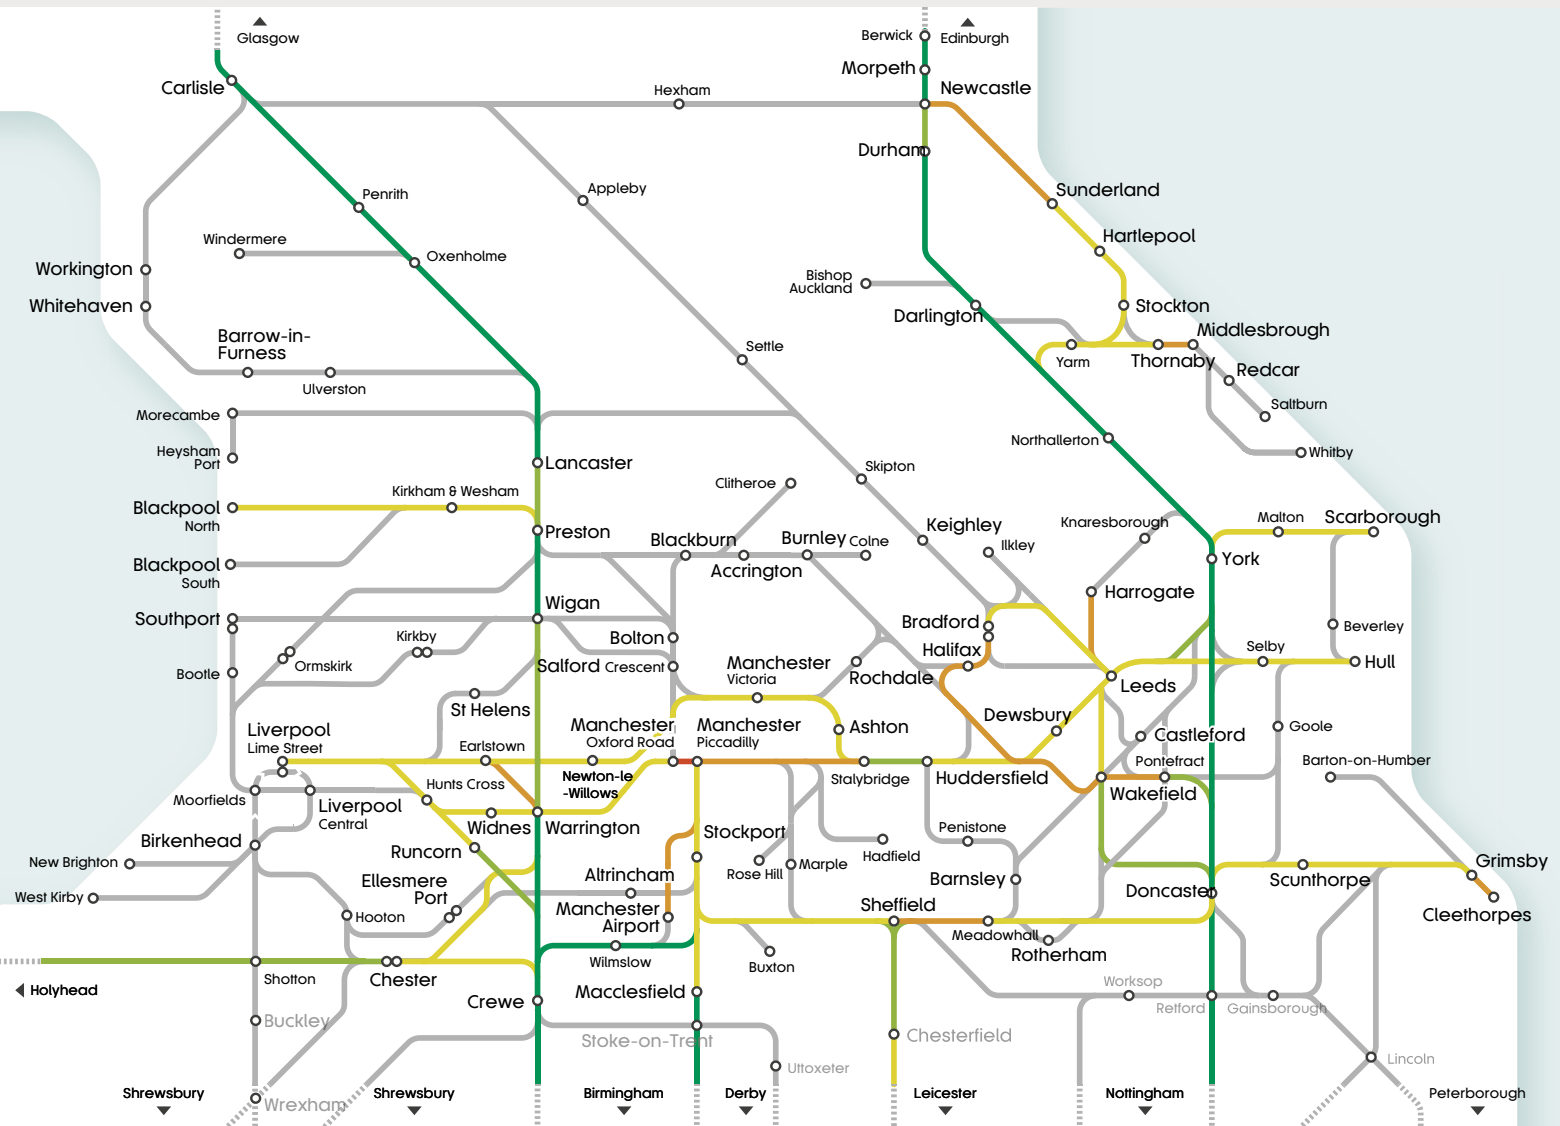 Glasgow
Berwick
Edinburgh
Morpeth
Carlisle
Hexham
Newcastle
Durham
Penrith
Appleby
Sunderland
Windermere
Oxenholme
Hartlepool
Workington
Bishop
Auckland
Whitehaven
Darlington
Stockton
Barrow-in-
Furness
Middlesbrough
Settle
Yarm
Thornaby
Redcar
Ulverston
Saltburn
Morecambe
Northallerton
Whitby
Heysham
Port
Lancaster
Skipton
Clitheroe
Kirkham & Wesham
Blackpool
North
Preston
Keighley
Ilkley
Knaresborough
Malton
Scarborough
Blackburn
Burnley
Colne
Accrington
York
Blackpool
South
Harrogate
Wigan
Southport
Bradford
Beverley
Kirkby
Bolton
Halifax
Selby
Ormskirk
Salford Crescent
Manchester
Victoria
Hull
Bootle
Rochdale
Leeds
St Helens
Dewsbury
Liverpool
Lime Street
Manchester
Oxford Road
Manchester
Piccadilly
Ashton
Castleford
Goole
Earlstown
Pontefract
Barton-on-Humber
Hunts Cross
Newton-le
-Willows
Stalybridge
Huddersfield
Wakefield
Moorfields
Liverpool
Central
Widnes
Warrington
Stockport
Penistone
Birkenhead
Runcorn
Hadfield
New Brighton
Rose Hill
Marple
Grimsby
Ellesmere
Port
Altrincham
Barnsley
Scunthorpe
Doncaster
West Kirby
Hooton
Manchester
Airport
Sheffield
Cleethorpes
Meadowhall
Rotherham
Wilmslow
Buxton
Shotton
Chester
Holyhead
Crewe
Macclesfield
Worksop
Retford
Gainsborough
Buckley
Stoke-on-Trent
Chesterfield
Lincoln
Uttoxeter
Shrewsbury
Wrexham
Shrewsbury
Birmingham
Derby
Leicester
Nottingham
Peterborough